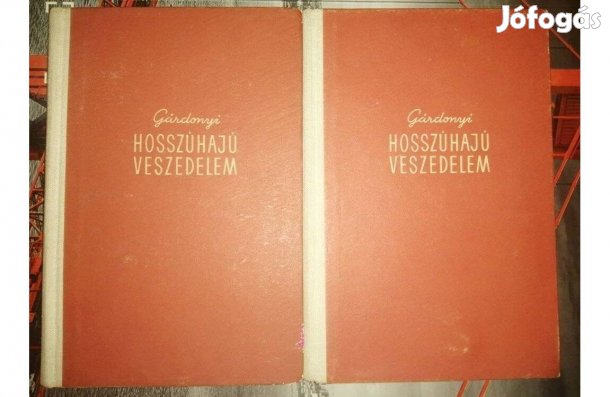 Jófogás
Gárdonyi
HOSSZÚHAJÚ
VESZEDELEM
Gárdonyi
HOSSZÚHAJÚ
VESZEDELEM